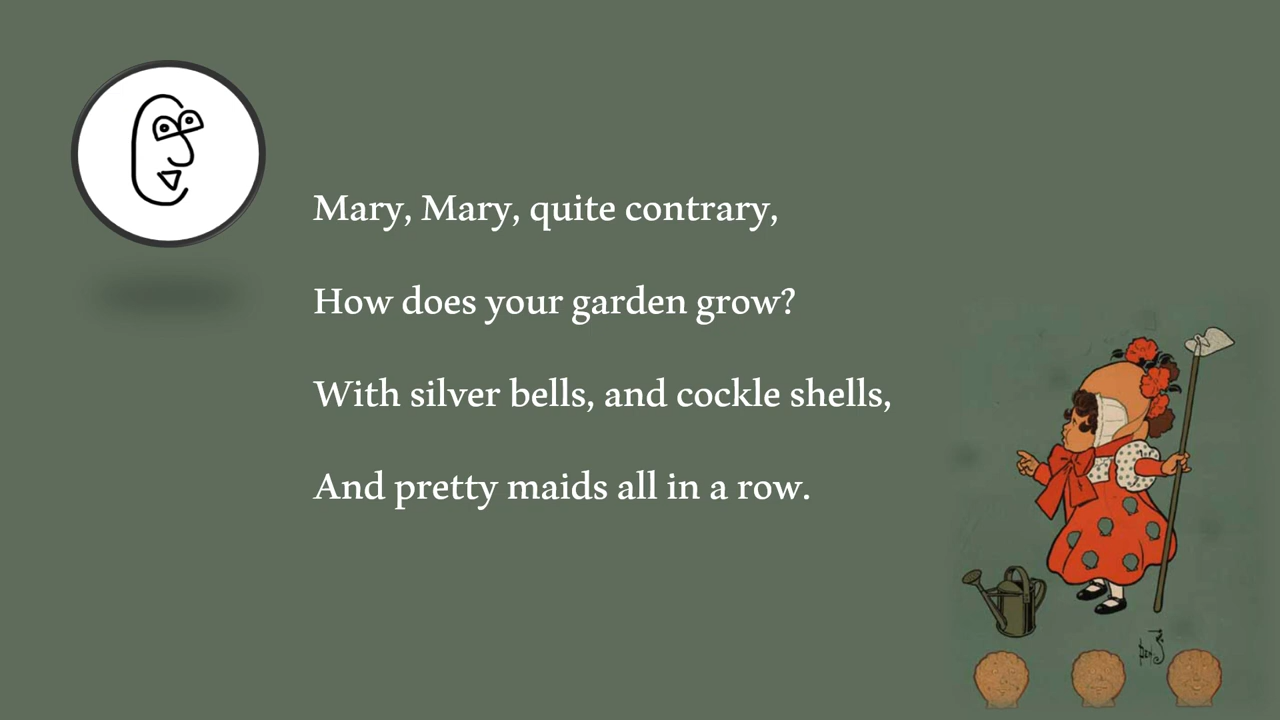 Mary, Mary, quite contrary,
How does your garden grow?
With silver bells, and cockle shells,
And pretty maids all in a row.